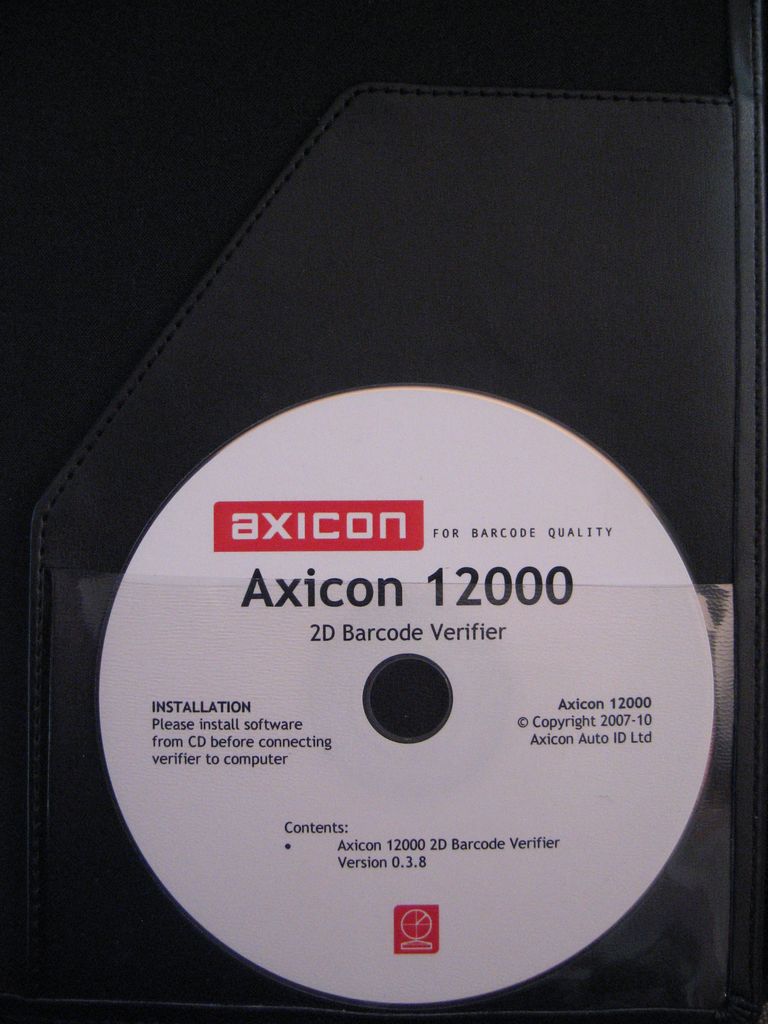 axicon FOR BARCODE QUALITY
Axicon 12000
2D Barcode Verifier
INSTALLATION
Please install software
from CD before connecting
verifier to computer
Axicon 12000
© Copyright 2007-10
Axicon Auto ID Ltd
Contents:
• Axicon 12000 2D Barcode Verifier
Version 0.3.8